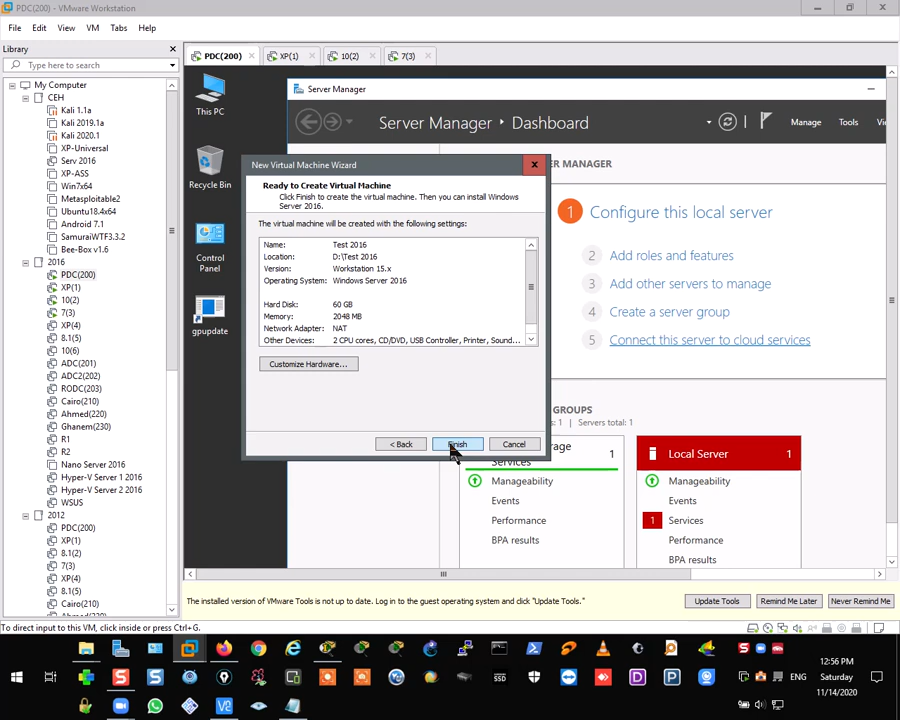 PDC(200) - VMware Workstation
File Edit View VM Tabs Help
Library
Type here to search
My Computer
CEH
Kali 1.1a
Kali 2019.1a
Kali 2020.1
XP-Universal
Serv 2016
XP-ASS
Win7x64
Metasploitable2
Ubuntu18.4x64
Android 7.1
SamuraiWTF3.3.2
Bee-Box v1.6
2016
PDC(200)
XP(1)
10(2)
7(3)
XP(4)
8.1(5)
10(6)
ADC(201)
ADC2(202)
RODC(203)
Cairo(210)
Ahmed(220)
Ghanem(230)
R1
R2
Nano Server 2016
Hyper-V Server 1 2016
Hyper-V Server 2 2016
WSUS
2012
PDC(200)
XP(1)
8.1(2)
7(3)
XP(4)
8.1(5)
Cairo(210)
PDC(200) XP(1) 10(2) 7(3)
This PC
Recycle Bin
Control
Panel
gpupdate
Server Manager
Server Manager Dashboard
Manage Tools
ER MANAGER
1 Configure this local server
2 Add roles and features
3 Add other servers to manage
4 Create a server group
5 Connect this server to cloud services
New Virtual Machine Wizard
Ready to Create Virtual Machine
Click Finish to create the virtual machine. Then you can install Windows
Server 2016.
The virtual machine will be created with the following settings:
Name: Test 2016
Location: D:\Test 2016
Version: Workstation 15.x
Operating System: Windows Server 2016
Hard Disk: 60 GB
Memory: 2048 MB
Network Adapter: NAT
Other Devices: 2 CPU cores, CD/DVD, USB Controller, Printer, Sound...
Customize Hardware...
< Back Finish Cancel
GROUPS
s: 1 | Servers total: 1
rage
Services 1
Manageability
Events
Performance
BPA results
Local Server 1
Manageability
Events
1 Services
Performance
BPA results
The installed version of VMware Tools is not up to date. Log in to the guest operating system and click "Update Tools."
Update Tools Remind Me Later Never Remind Me
To direct input to this VM, click inside or press Ctrl+G.
SSD
ENG
12:56 PM
Saturday
11/14/2020